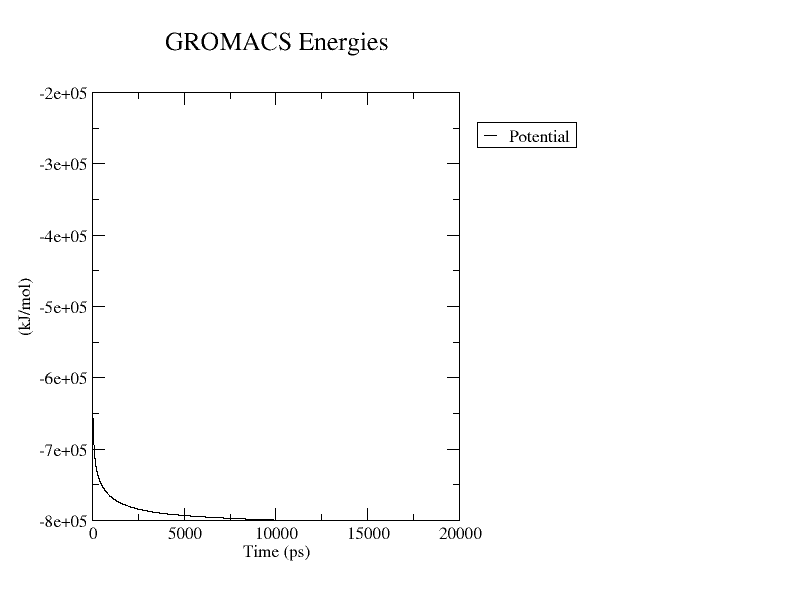 GROMACS Energies
-2e+05
-3e+05
-4e+05
-5e+05
-6e+05
-7e+05
-8e+05
(kJ/mol)
0 5000 10000 15000 20000
Time (ps)
Potential